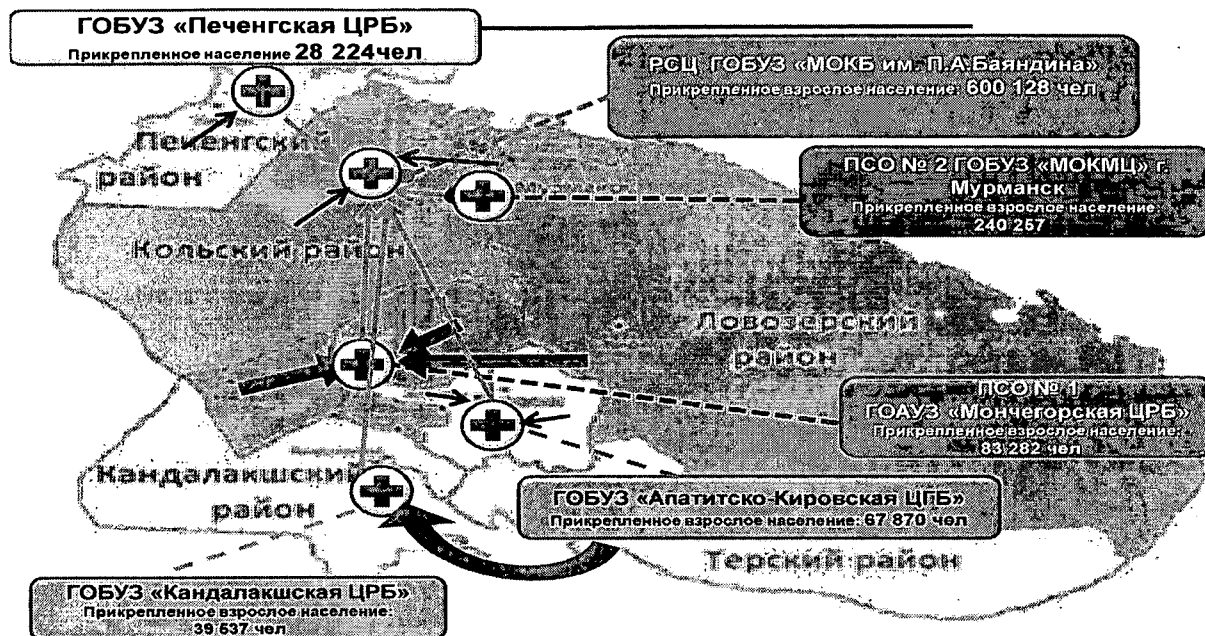 ГОБУЗ «Печенгская ЦРБ»
Прикрепленное население 28 224чел
РСЦ ГОБУЗ «МОКБ им. П.А.Баяндина»
Прикрепленное взрослое население: 600 128 чел
Печенгский
район
ПСО № 2 ГОБУЗ «МОКМЦ» г.
Мурманск
Прикрепленное взрослое население:
240 257
Кольский район
Ловозерский
район
ПСО № 1
ГОАУЗ «Мончегорская ЦРБ»
Прикрепленное взрослое население:
83 282 чел
Кандалакшский
район
ГОБУЗ «Апатитско-Кировская ЦГБ»
Прикрепленное взрослое население: 67 870 чел
Терский район
ГОБУЗ «Кандалакшская ЦРБ»
Прикрепленное взрослое население:
39 537 чел